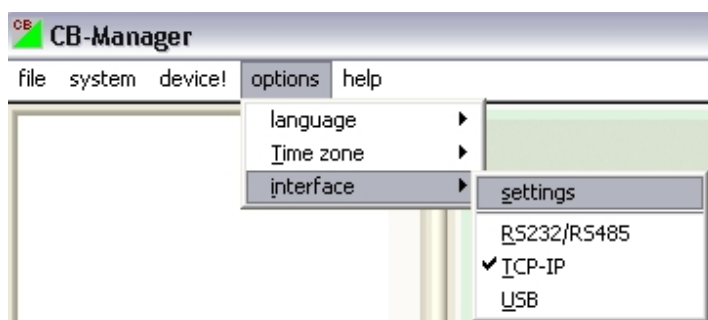 CB CB-Manager
file system device! options help
language
Time zone
interface
settings
RS232/RS485
TCP-IP
USB